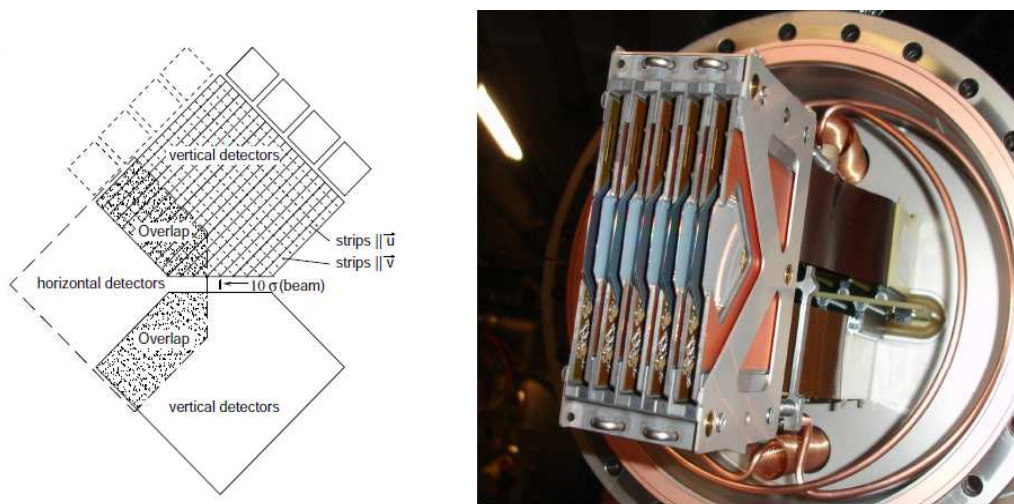 vertical detectors
Overlap
strips || u
strips || v
horizontal detectors
10 σ(beam)
Overlap
vertical detectors